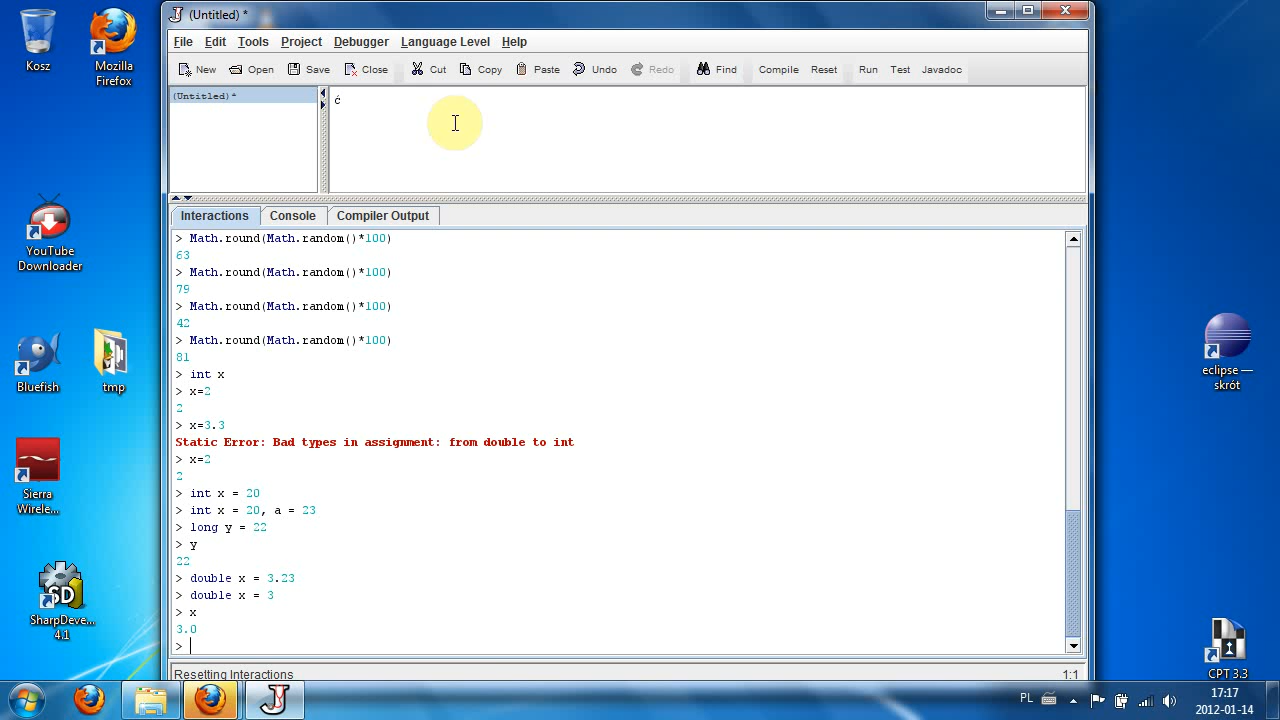 (Untitled) *
File Edit Tools Project Debugger Language Level Help
New Open Save Close Cut Copy Paste Undo Redo Find Compile Reset Run Test Javadoc
(Untitled)*
ć
Interactions Console Compiler Output
> Math.round(Math.random()*100)
63
> Math.round(Math.random()*100)
79
> Math.round(Math.random()*100)
42
> Math.round(Math.random()*100)
81
> int x
> x=2
2
> x=3.3
Static Error: Bad types in assignment: from double to int
> x=2
2
> int x = 20
> int x = 20, a = 23
> long y = 22
> y
22
> double x = 3.23
> double x = 3
> x
3.0
>
Resetting Interactions 1:1
Kosz
Mozilla
Firefox
YouTube
Downloader
Bluefish
tmp
Sierra
Wirele...
SD
SharpDeve...
4.1
eclipse —
skrót
CPT 3.3
PL
17:17
2012-01-14